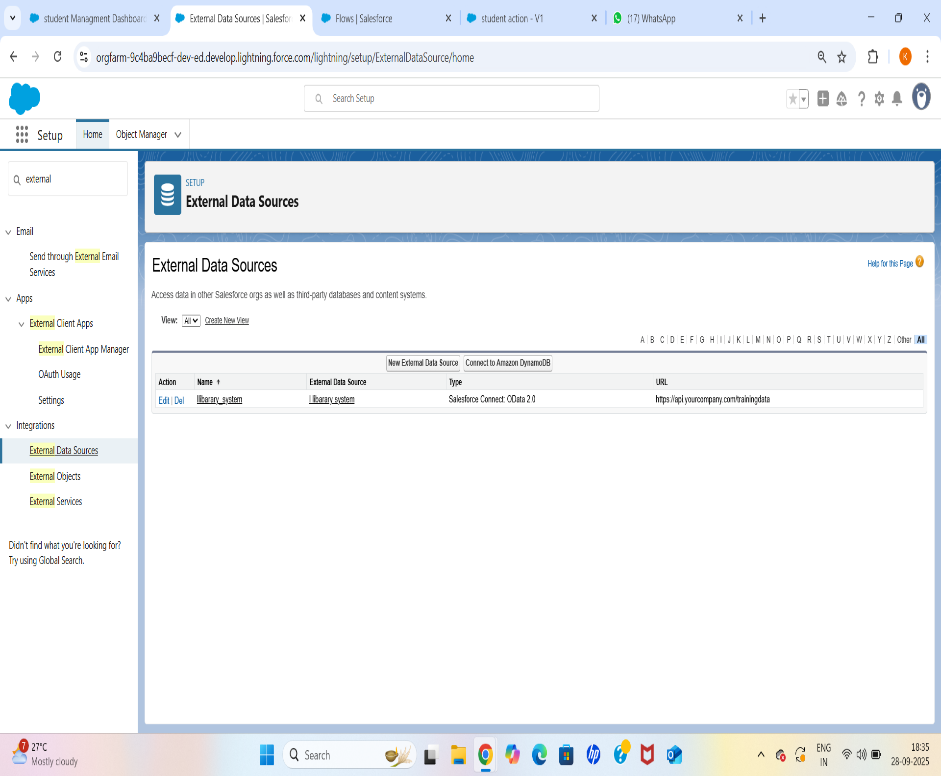 student Managment Dashboar
External Data Sources | Salesfor
Flows | Salesforce
student action - V1
(17) WhatsApp
orgfarm-9c4ba9becf-dev-ed.develop.lightning.force.com/lightning/setup/ExternalDataSource/home
K
Search Setup
Setup
Home
Object Manager
external
Email
Send through External Email
Services
Apps
External Client Apps
External Client App Manager
OAuth Usage
Settings
Integrations
External Data Sources
External Objects
External Services
Didn't find what you're looking for?
Try using Global Search.
SETUP
External Data Sources
External Data Sources
Help for this Page ?
Access data in other Salesforce orgs as well as third-party databases and content systems
View: All Create New View
A | B | C | D | E | F | G | H | I | J | K | L | M | N | O | P | Q | R | S | T | U | V | W | X | Y | Z | Other All
New External Data Source Connect to Amazon DynamoDB
Action Name ↑ External Data Source Type URL
Edit | Del llibarary_system l libarary system Salesforce Connect: OData 2.0 https://api.yourcompany.com/trainingdata
7
27°C
Mostly cloudy
Search
hp
ENG
IN
18:35
28-09-2025